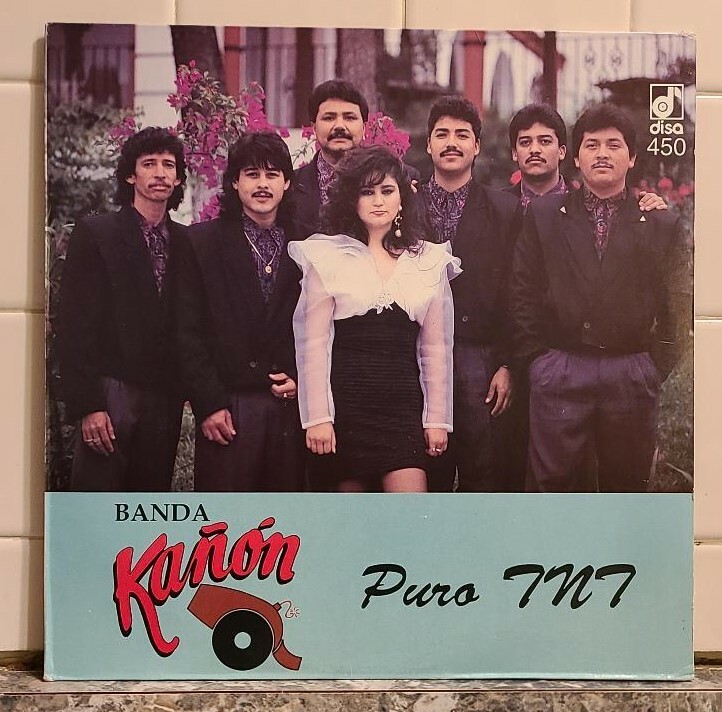 disa
450
BANDA
Kañón
Puro TNT